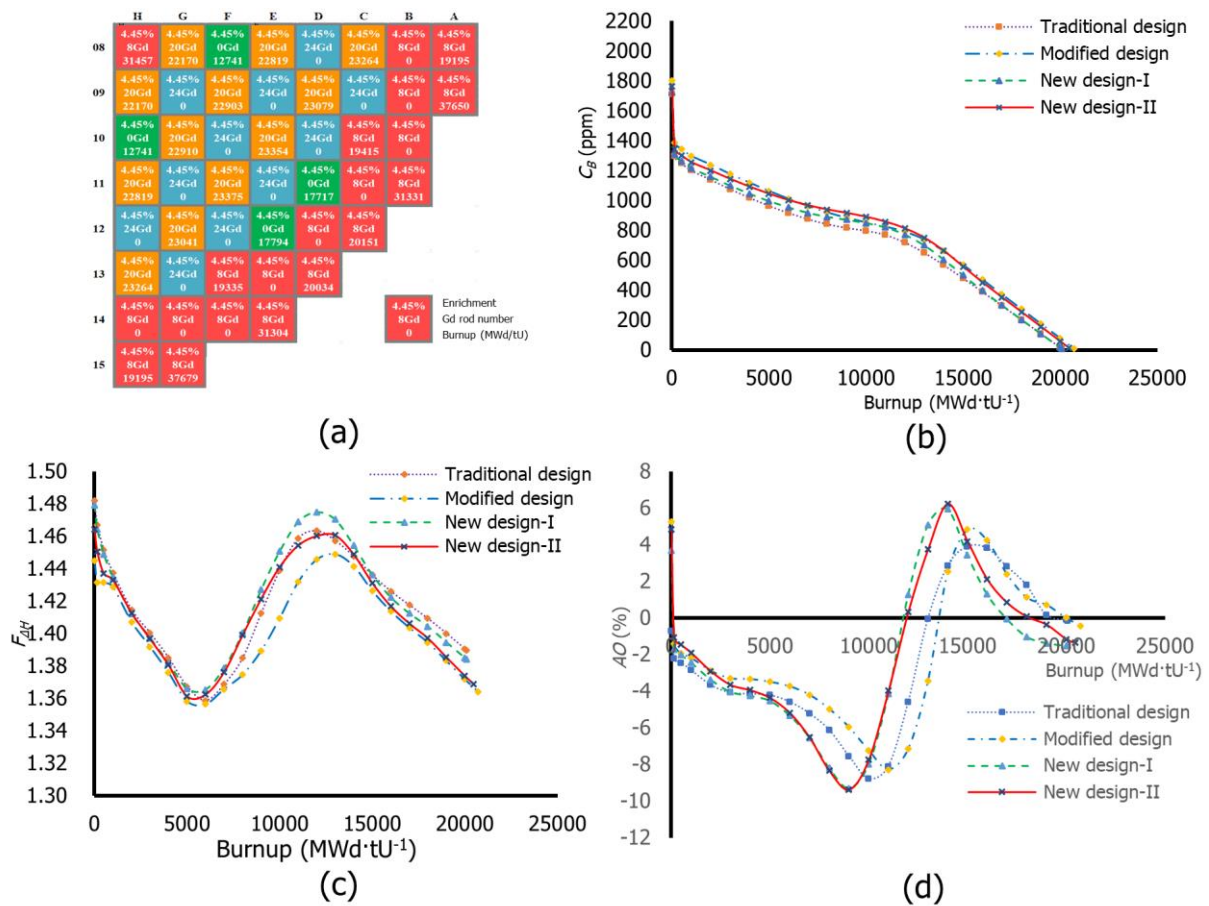 H G F E D C B A
08
4.45% 4.45% 4.45% 4.45% 4.45% 4.45% 4.45% 4.45%
8Gd 20Gd 0Gd 20Gd 24Gd 20Gd 8Gd 8Gd
31457 22170 12741 22819 0 23264 0 19195
09
4.45% 4.45% 4.45% 4.45% 4.45% 4.45% 4.45% 4.45%
20Gd 24Gd 20Gd 24Gd 20Gd 24Gd 8Gd 8Gd
22170 0 22903 0 23079 0 0 37650
10
4.45% 4.45% 4.45% 4.45% 4.45% 4.45% 4.45%
0Gd 20Gd 24Gd 20Gd 24Gd 8Gd 8Gd
12741 22910 0 23354 0 19415 0
11
4.45% 4.45% 4.45% 4.45% 4.45% 4.45% 4.45%
20Gd 24Gd 20Gd 24Gd 0Gd 8Gd 8Gd
22819 0 23375 0 17717 0 31331
12
4.45% 4.45% 4.45% 4.45% 4.45% 4.45%
24Gd 20Gd 24Gd 0Gd 8Gd 8Gd
0 23041 0 17794 0 20151
13
4.45% 4.45% 4.45% 4.45% 4.45%
20Gd 24Gd 8Gd 8Gd 8Gd
23264 0 19335 0 20034
14
4.45% 4.45% 4.45% 4.45% 4.45% Enrichment
8Gd 8Gd 8Gd 8Gd 8Gd Gd rod number
0 0 0 31304 0 Burnup (MWd/tU)
15
4.45% 4.45%
8Gd 8Gd
19195 37679
(a)
2200
2000
1800
1600
1400
1200
1000
800
600
400
200
0
C_B (ppm)
Traditional design
Modified design
New design-I
New design-II
0 5000 10000 15000 20000 25000
Burnup (MWd·tU⁻¹)
(b)
1.50
1.48
1.46
1.44
1.42
1.40
1.38
1.36
1.34
1.32
1.30
F_ΔH
Traditional design
Modified design
New design-I
New design-II
0 5000 10000 15000 20000 25000
Burnup (MWd·tU⁻¹)
(c)
8
6
4
2
0
-2
-4
-6
-8
-10
-12
AO (%)
0 5000 10000 15000 20000 25000
Burnup (MWd·tU⁻¹)
Traditional design
Modified design
New design-I
New design-II
(d)